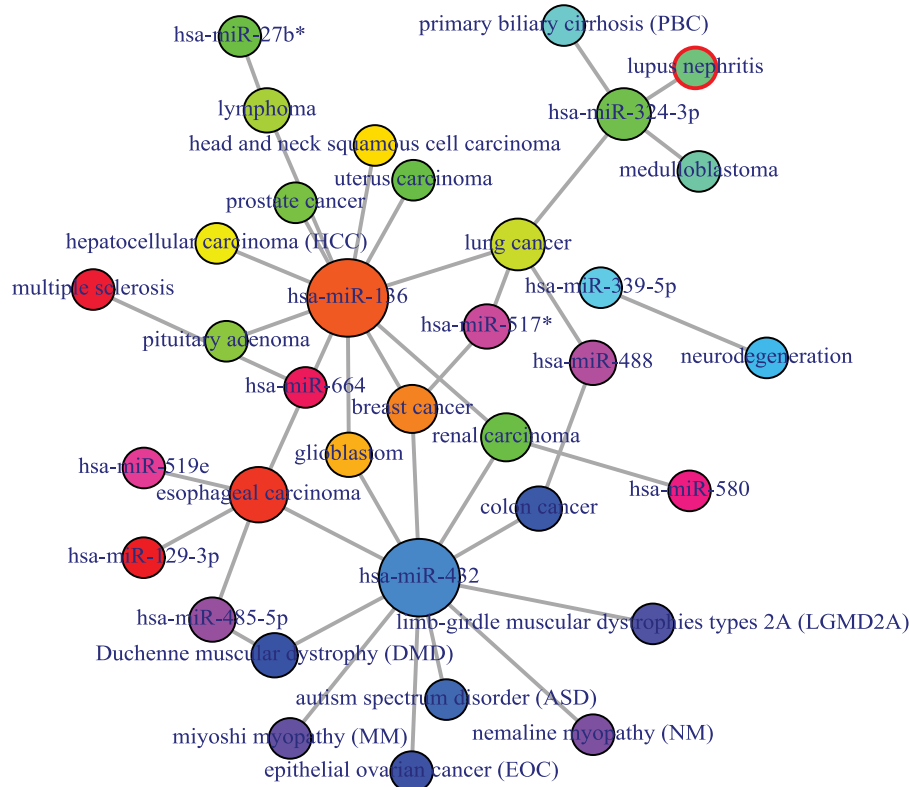 primary biliary cirrhosis (PBC)
hsa-miR-27b*
lupus nephritis
lymphoma
hsa-miR-324-3p
head and neck squamous cell carcinoma
medulloblastoma
uterus carcinoma
prostate cancer
hepatocellular carcinoma (HCC)
lung cancer
multiple sclerosis
hsa-miR-339-5p
hsa-miR-136
hsa-miR-517*
pituitary adenoma
hsa-miR-488
neurodegeneration
hsa-miR-664
breast cancer
renal carcinoma
glioblastom
hsa-miR-519e
esophageal carcinoma
hsa-miR-580
colon cancer
hsa-miR-129-3p
hsa-miR-432
hsa-miR-485-5p
limb-girdle muscular dystrophies types 2A (LGMD2A)
Duchenne muscular dystrophy (DMD)
autism spectrum disorder (ASD)
nemaline myopathy (NM)
miyoshi myopathy (MM)
epithelial ovarian cancer (EOC)